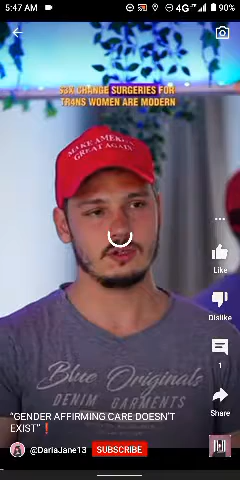 5:47 AM
4G
90%
S3X CHANGE SURGERIES FOR
TR4NS WOMEN ARE MODERN
MAKE AMERICA
GREAT AGAIN
Like
Dislike
1
Blue Originals
DENIM GARMENTS
Share
"GENDER AFFIRMING CARE DOESN'T
EXIST"❗
@DariaJane13
SUBSCRIBE